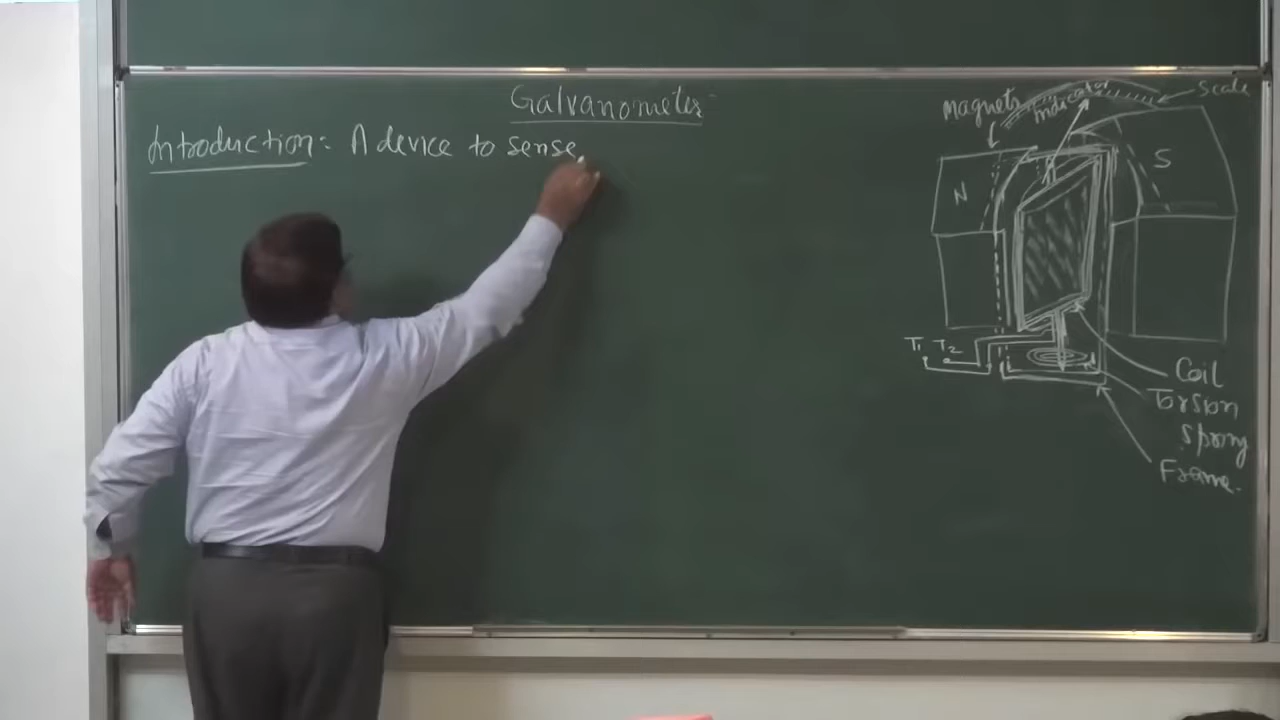 Galvanometer
Introduction: A device to sense
Magnets
Indicator
Scale
N
S
T1 T2
Coil
Torsion
Spring
Frame.